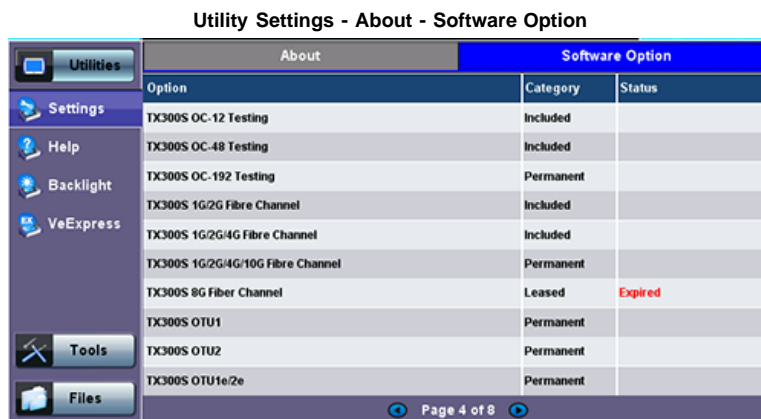 Utility Settings - About - Software Option
Utilities
About
Software Option
Option Category Status
Settings
TX300S OC-12 Testing Included
TX300S OC-48 Testing Included
Help
TX300S OC-192 Testing Permanent
Backlight
TX300S 1G/2G Fibre Channel Included
VeExpress
EX
TX300S 1G/2G/4G Fibre Channel Included
TX300S 1G/2G/4G/10G Fibre Channel Permanent
TX300S 8G Fiber Channel Leased Expired
TX300S OTU1 Permanent
Tools
TX300S OTU2 Permanent
TX300S OTU1e/2e Permanent
Files
Page 4 of 8